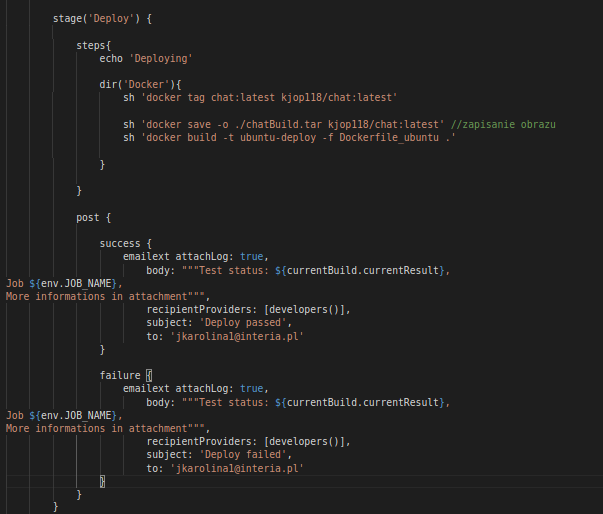 stage('Deploy') {
steps{
echo 'Deploying'
dir('Docker'){
sh 'docker tag chat:latest kjop118/chat:latest'
sh 'docker save -o ./chatBuild.tar kjop118/chat:latest' //zapisanie obrazu
sh 'docker build -t ubuntu-deploy -f Dockerfile_ubuntu .'
}
}
post {
success {
emailext attachLog: true,
body: """Test status: ${currentBuild.currentResult},
Job ${env.JOB_NAME},
More informations in attachment""",
recipientProviders: [developers()],
subject: 'Deploy passed',
to: 'jkarolina1@interia.pl'
}
failure {
emailext attachLog: true,
body: """Test status: ${currentBuild.currentResult},
Job ${env.JOB_NAME},
More informations in attachment""",
recipientProviders: [developers()],
subject: 'Deploy failed',
to: 'jkarolina1@interia.pl'
}
}
}